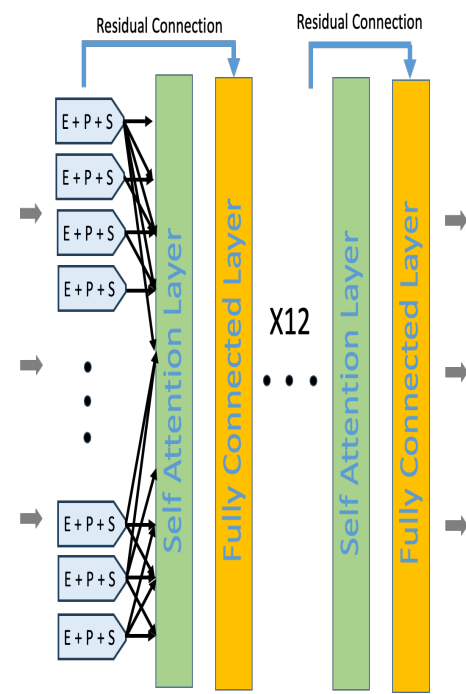 Residual Connection
Residual Connection
E + P + S
E + P + S
E + P + S
E + P + S
E + P + S
E + P + S
E + P + S
Self Attention Layer
Fully Connected Layer
X12
Self Attention Layer
Fully Connected Layer